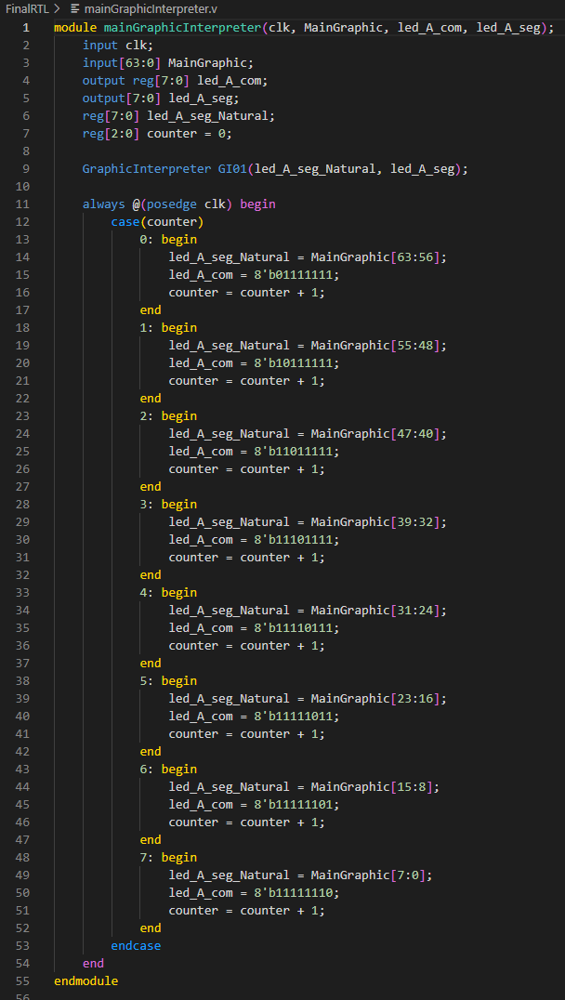 FinalRTL > mainGraphicInterpreter.v
1 module mainGraphicInterpreter(clk, MainGraphic, led_A_com, led_A_seg);
2 input clk;
3 input[63:0] MainGraphic;
4 output reg[7:0] led_A_com;
5 output[7:0] led_A_seg;
6 reg[7:0] led_A_seg_Natural;
7 reg[2:0] counter = 0;
8
9 GraphicInterpreter GI01(led_A_seg_Natural, led_A_seg);
10
11 always @(posedge clk) begin
12 case(counter)
13 0: begin
14 led_A_seg_Natural = MainGraphic[63:56];
15 led_A_com = 8'b01111111;
16 counter = counter + 1;
17 end
18 1: begin
19 led_A_seg_Natural = MainGraphic[55:48];
20 led_A_com = 8'b10111111;
21 counter = counter + 1;
22 end
23 2: begin
24 led_A_seg_Natural = MainGraphic[47:40];
25 led_A_com = 8'b11011111;
26 counter = counter + 1;
27 end
28 3: begin
29 led_A_seg_Natural = MainGraphic[39:32];
30 led_A_com = 8'b11101111;
31 counter = counter + 1;
32 end
33 4: begin
34 led_A_seg_Natural = MainGraphic[31:24];
35 led_A_com = 8'b11110111;
36 counter = counter + 1;
37 end
38 5: begin
39 led_A_seg_Natural = MainGraphic[23:16];
40 led_A_com = 8'b11111011;
41 counter = counter + 1;
42 end
43 6: begin
44 led_A_seg_Natural = MainGraphic[15:8];
45 led_A_com = 8'b11111101;
46 counter = counter + 1;
47 end
48 7: begin
49 led_A_seg_Natural = MainGraphic[7:0];
50 led_A_com = 8'b11111110;
51 counter = counter + 1;
52 end
53 endcase
54 end
55 endmodule
56